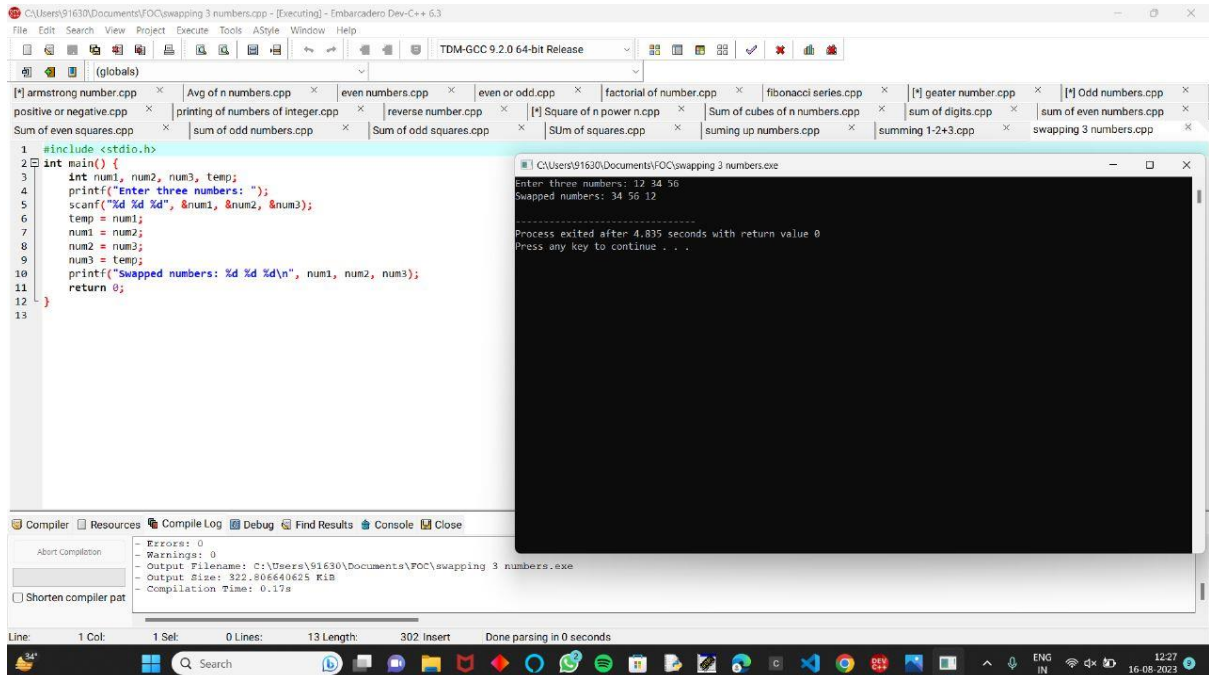 C:\Users\91630\Documents\FOC\swapping 3 numbers.cpp - [Executing] - Embarcadero Dev-C++ 6.3
File Edit Search View Project Execute Tools AStyle Window Help
TDM-GCC 9.2.0 64-bit Release
(globals)
[*] armstrong number.cpp Avg of n numbers.cpp even numbers.cpp even or odd.cpp factorial of number.cpp fibonacci series.cpp [*] geater number.cpp [*] Odd numbers.cpp
positive or negative.cpp printing of numbers of integer.cpp reverse number.cpp [*] Square of n power n.cpp Sum of cubes of n numbers.cpp sum of digits.cpp sum of even numbers.cpp
Sum of even squares.cpp sum of odd numbers.cpp Sum of odd squares.cpp SUm of squares.cpp suming up numbers.cpp summing 1-2+3.cpp swapping 3 numbers.cpp
1 #include <stdio.h>
2 int main() {
3 int num1, num2, num3, temp;
4 printf("Enter three numbers: ");
5 scanf("%d %d %d", &num1, &num2, &num3);
6 temp = num1;
7 num1 = num2;
8 num2 = num3;
9 num3 = temp;
10 printf("Swapped numbers: %d %d %d\n", num1, num2, num3);
11 return 0;
12 }
13
C:\Users\91630\Documents\FOC\swapping 3 numbers.exe
Enter three numbers: 12 34 56
Swapped numbers: 34 56 12
--------------------------------
Process exited after 4.835 seconds with return value 0
Press any key to continue . . .
Compiler Resources Compile Log Debug Find Results Console Close
Abort Compilation
Shorten compiler pat
- Errors: 0
- Warnings: 0
- Output Filename: C:\Users\91630\Documents\FOC\swapping 3 numbers.exe
- Output Size: 322.806640625 KiB
- Compilation Time: 0.17s
Line: 1 Col: 1 Sel: 0 Lines: 13 Length: 302 Insert Done parsing in 0 seconds
34°
Search
ENG
IN
12:27
16-08-2023